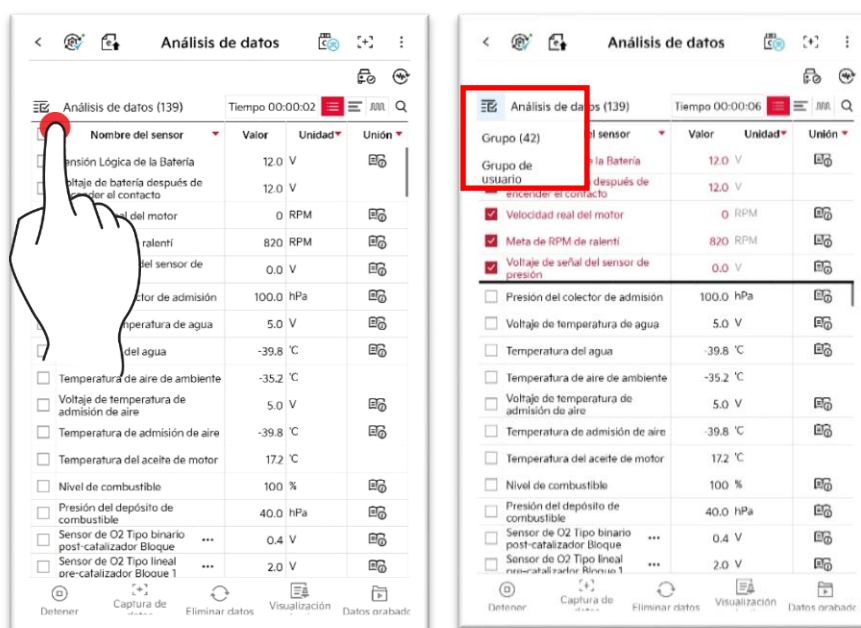 Análisis de datos
Análisis de datos (139) Tiempo 00:00:02
Nombre del sensor Valor Unidad Unión
ensión Lógica de la Batería 12.0 V
oltaje de batería después de
encender el contacto 12.0 V
al del motor 0 RPM
ralentí 820 RPM
del sensor de
0.0 V
ctor de admisión 100.0 hPa
mperatura de agua 5.0 V
del agua -39.8 °C
Temperatura de aire de ambiente -35.2 °C
Voltaje de temperatura de
admisión de aire 5.0 V
Temperatura de admisión de aire -39.8 °C
Temperatura del aceite de motor 17.2 °C
Nivel de combustible 100 %
Presión del depósito de
combustible 40.0 hPa
Sensor de O2 Tipo binario
post-catalizador Bloque ... 0.4 V
Sensor de O2 Tipo lineal
pre-catalizador Bloque 1 ... 2.0 V
Detener Captura de Eliminar datos Visualización Datos grabado
Análisis de datos
Análisis de datos (139) Tiempo 00:00:06
Grupo (42) el sensor Valor Unidad Unión
Grupo de
usuario
a la Batería 12.0 V
después de
encender el contacto 12.0 V
Velocidad real del motor 0 RPM
Meta de RPM de ralentí 820 RPM
Voltaje de señal del sensor de
presión 0.0 V
Presión del colector de admisión 100.0 hPa
Voltaje de temperatura de agua 5.0 V
Temperatura del agua -39.8 °C
Temperatura de aire de ambiente -35.2 °C
Voltaje de temperatura de
admisión de aire 5.0 V
Temperatura de admisión de aire -39.8 °C
Temperatura del aceite de motor 17.2 °C
Nivel de combustible 100 %
Presión del depósito de
combustible 40.0 hPa
Sensor de O2 Tipo binario
post-catalizador Bloque ... 0.4 V
Sensor de O2 Tipo lineal
pre-catalizador Bloque 1 ... 2.0 V
Detener Captura de Eliminar datos Visualización Datos grabado